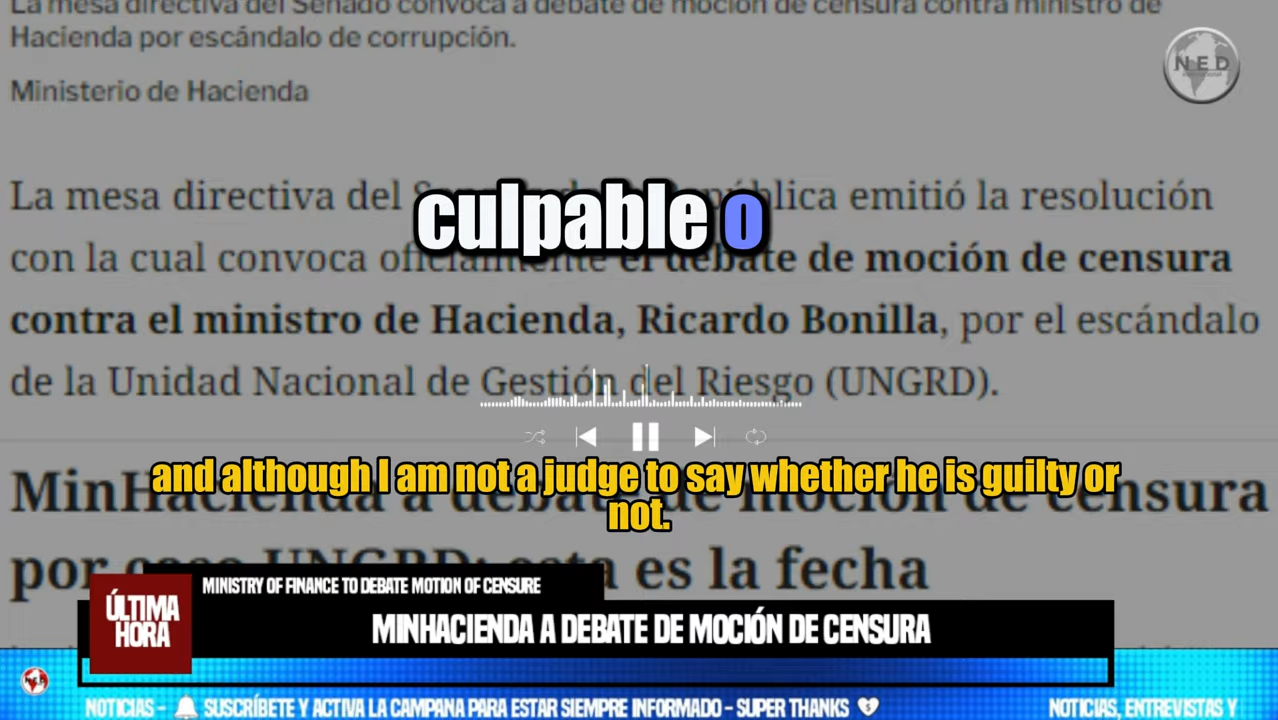 La mesa directiva del Senado convoca a debate de moción de censura contra ministro de
Hacienda por escándalo de corrupción.
NED
Ministerio de Hacienda
La mesa directiva del República emitió la resolución
culpable o
con la cual convoca oficialmente el debate de moción de censura
contra el ministro de Hacienda, Ricardo Bonilla, por el escándalo
de la Unidad Nacional de Gestión del Riesgo (UNGRD).
MinHacienda a debate de moción de censura
and although I am not a judge to say whether he is guilty or
not.
por caso UNGRD: esta es la fecha
MINISTRY OF FINANCE TO DEBATE MOTION OF CENSURE
ÚLTIMA
HORA
MINHACIENDA A DEBATE DE MOCIÓN DE CENSURA
NOTICIAS - SUSCRÍBETE Y ACTIVA LA CAMPANA PARA ESTAR SIEMPRE INFORMADO - SUPER THANKS NOTICIAS, ENTREVISTAS Y